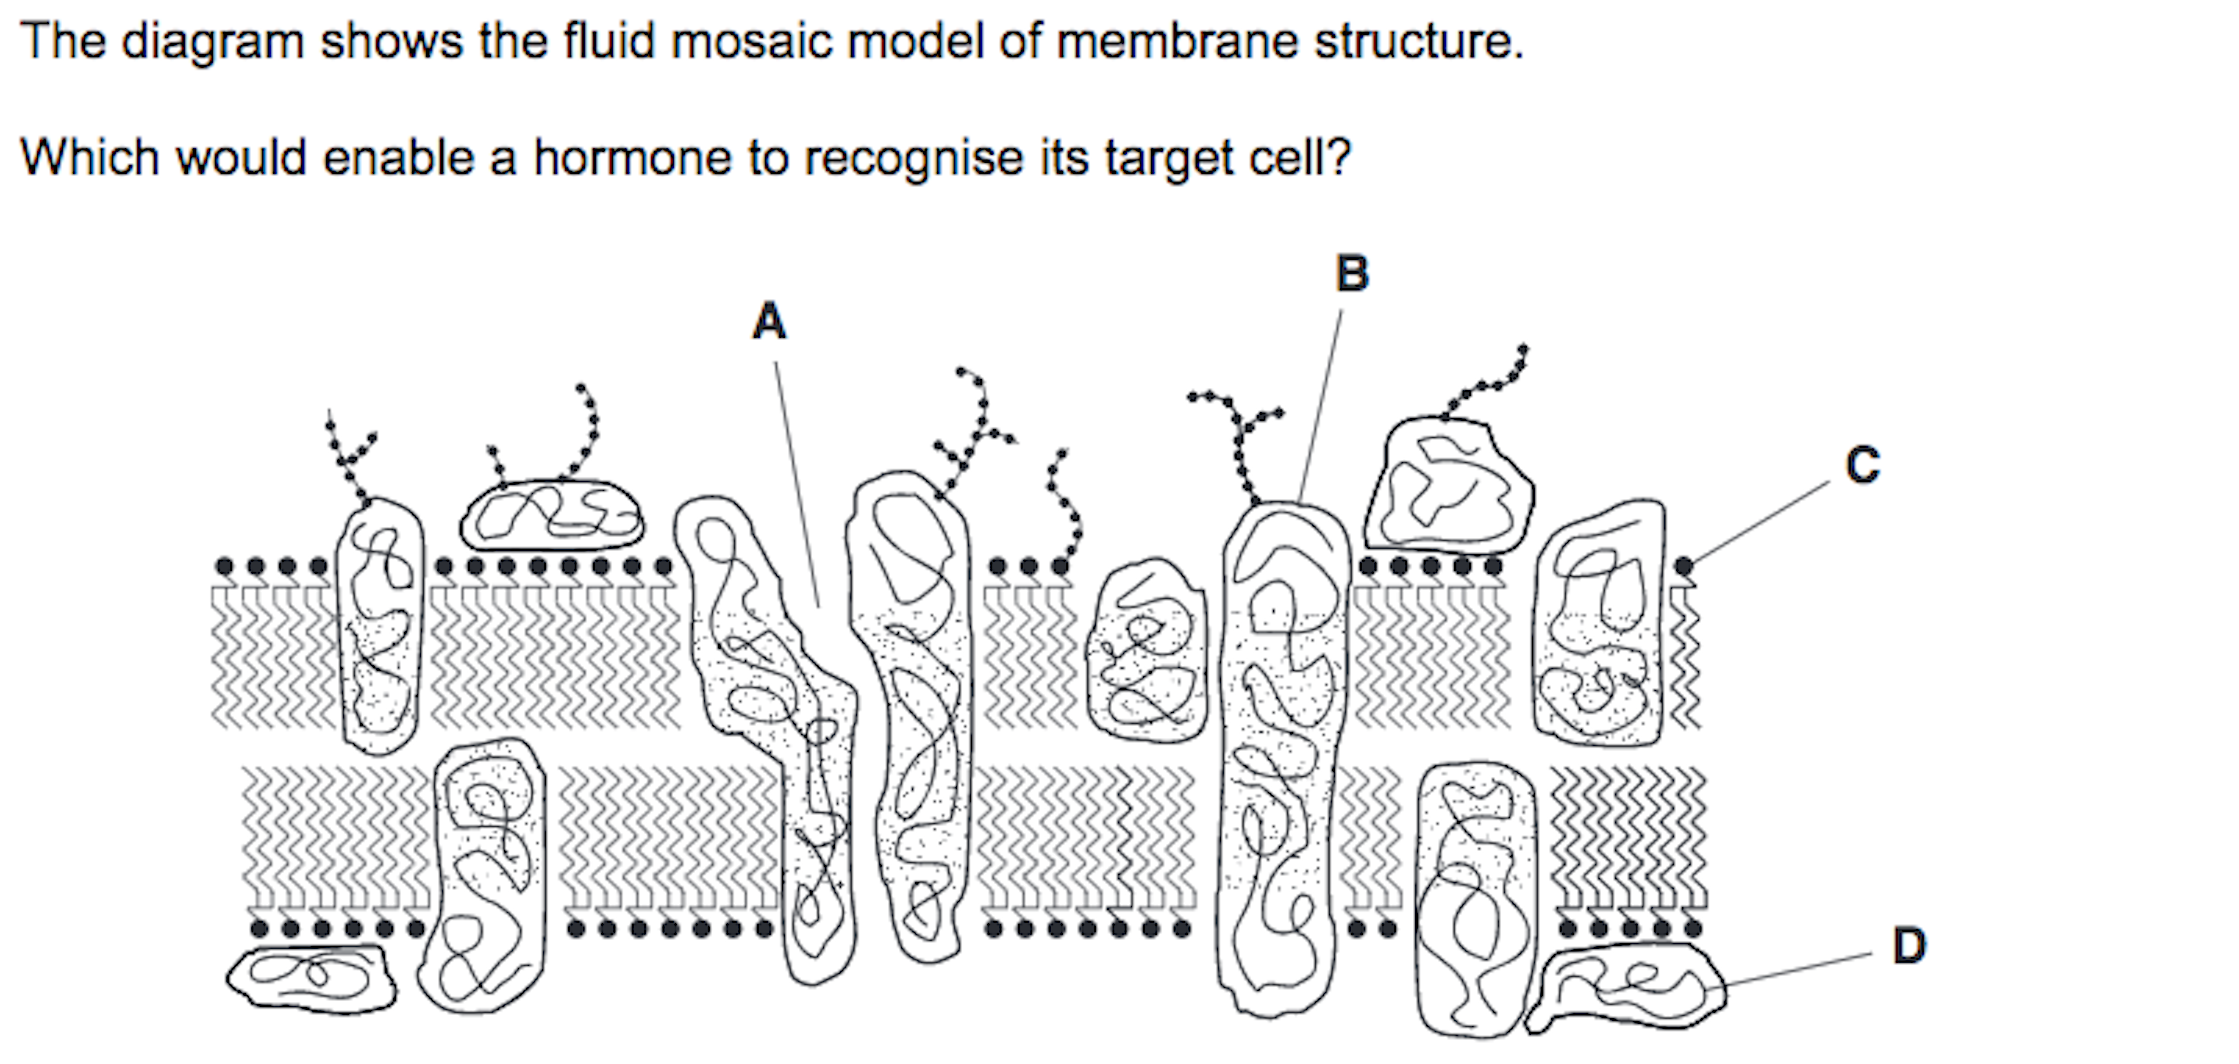 The diagram shows the fluid mosaic model of membrane structure.
Which would enable a hormone to recognise its target cell?
B
A
C
D